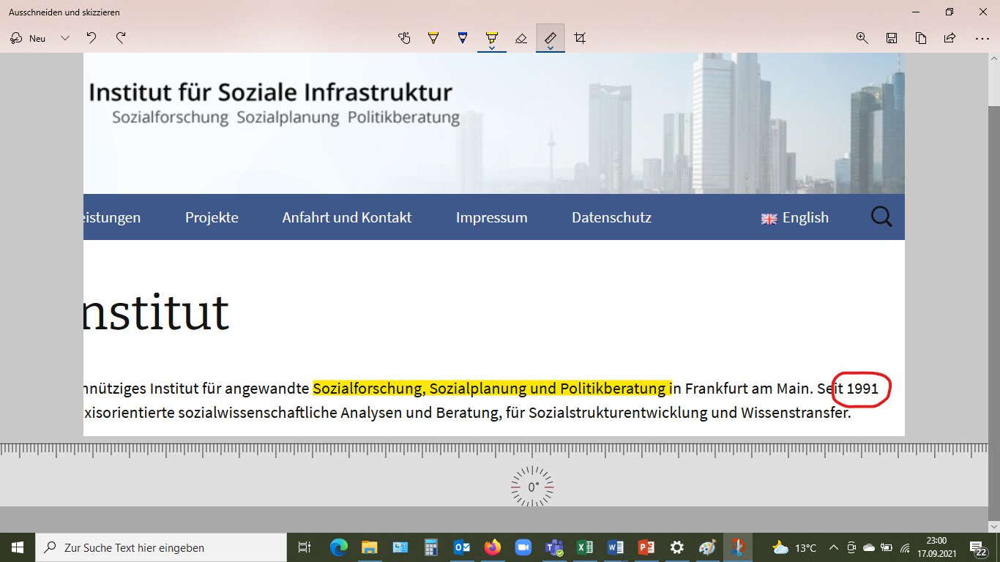 Ausschneiden und skizzieren
Neu
Institut für Soziale Infrastruktur
Sozialforschung Sozialplanung Politikberatung
eistungen Projekte Anfahrt und Kontakt Impressum Datenschutz English
nstitut
nnütziges Institut für angewandte Sozialforschung, Sozialplanung und Politikberatung in Frankfurt am Main. Seit 1991
xisorientierte sozialwissenschaftliche Analysen und Beratung, für Sozialstrukturentwicklung und Wissenstransfer.
0°
Zur Suche Text hier eingeben
13°C
23:00
17.09.2021
22